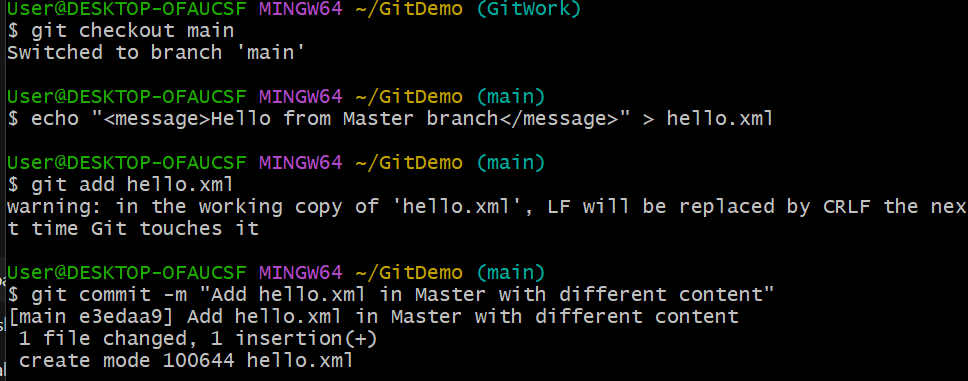 User@DESKTOP-OFAUCSF MINGW64 ~/GitDemo (GitWork)
$ git checkout main
Switched to branch 'main'
User@DESKTOP-OFAUCSF MINGW64 ~/GitDemo (main)
$ echo "<message>Hello from Master branch</message>" > hello.xml
User@DESKTOP-OFAUCSF MINGW64 ~/GitDemo (main)
$ git add hello.xml
warning: in the working copy of 'hello.xml', LF will be replaced by CRLF the nex
t time Git touches it
User@DESKTOP-OFAUCSF MINGW64 ~/GitDemo (main)
$ git commit -m "Add hello.xml in Master with different content"
[main e3edaa9] Add hello.xml in Master with different content
 1 file changed, 1 insertion(+)
 create mode 100644 hello.xml